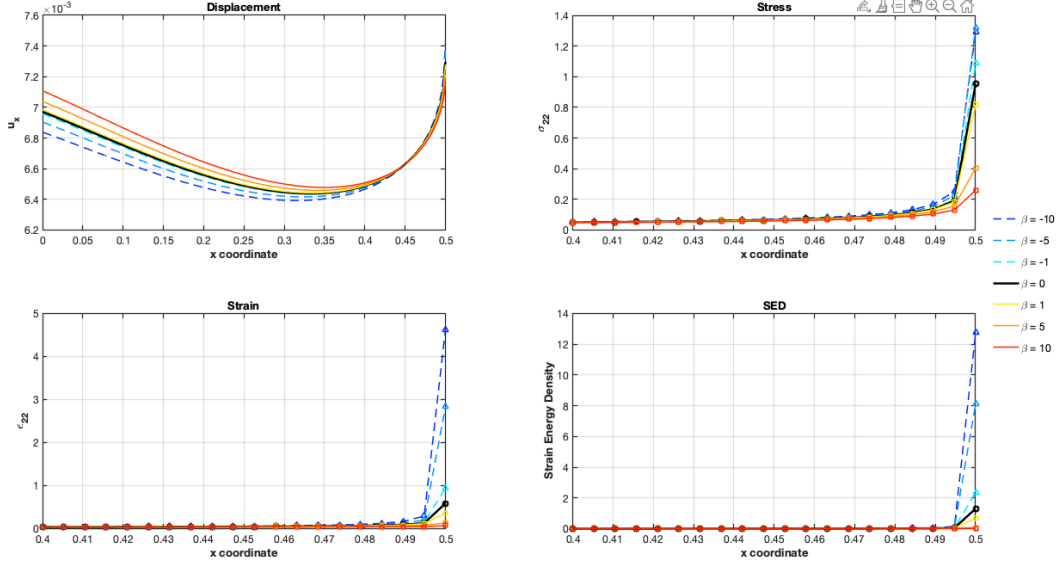 Displacement
×10⁻³
7.6
7.4
7.2
7
6.8
6.6
6.4
6.2
u_x
0 0.05 0.1 0.15 0.2 0.25 0.3 0.35 0.4 0.45 0.5
x coordinate
Stress
1.4
1.2
1
0.8
0.6
0.4
0.2
0
σ_22
0.4 0.41 0.42 0.43 0.44 0.45 0.46 0.47 0.48 0.49 0.5
x coordinate
Strain
5
4
3
2
1
0
ϵ_22
0.4 0.41 0.42 0.43 0.44 0.45 0.46 0.47 0.48 0.49 0.5
x coordinate
SED
14
12
10
8
6
4
2
0
Strain Energy Density
0.4 0.41 0.42 0.43 0.44 0.45 0.46 0.47 0.48 0.49 0.5
x coordinate
β = -10
β = -5
β = -1
β = 0
β = 1
β = 5
β = 10